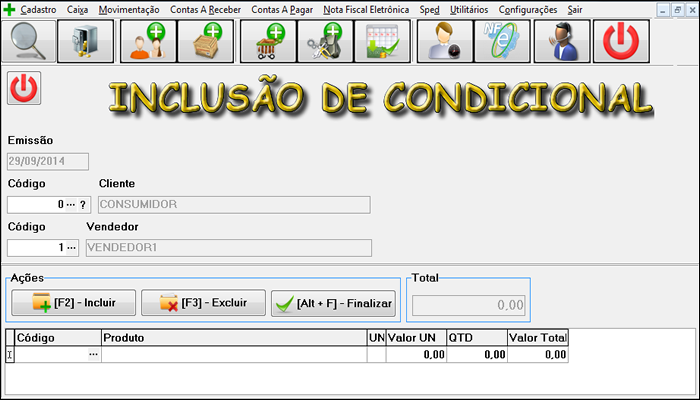 Cadastro Caixa Movimentação Contas A Receber Contas A Pagar Nota Fiscal Eletrônica Sped Utilitários Configurações Sair
NF
INCLUSÃO DE CONDICIONAL
Emissão
29/09/2014
Código Cliente
0 ... ? CONSUMIDOR
Código Vendedor
1 ... VENDEDOR1
Ações Total
[F2] - Incluir [F3] - Excluir [Alt + F] - Finalizar 0,00
Código Produto UN Valor UN QTD Valor Total
... 0,00 0,00 0,00